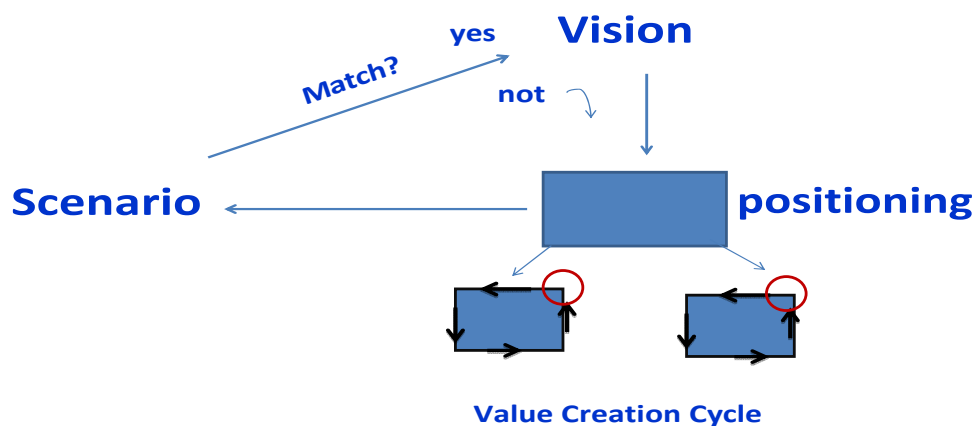 yes
Vision
Match?
not
Scenario
positioning
Value Creation Cycle